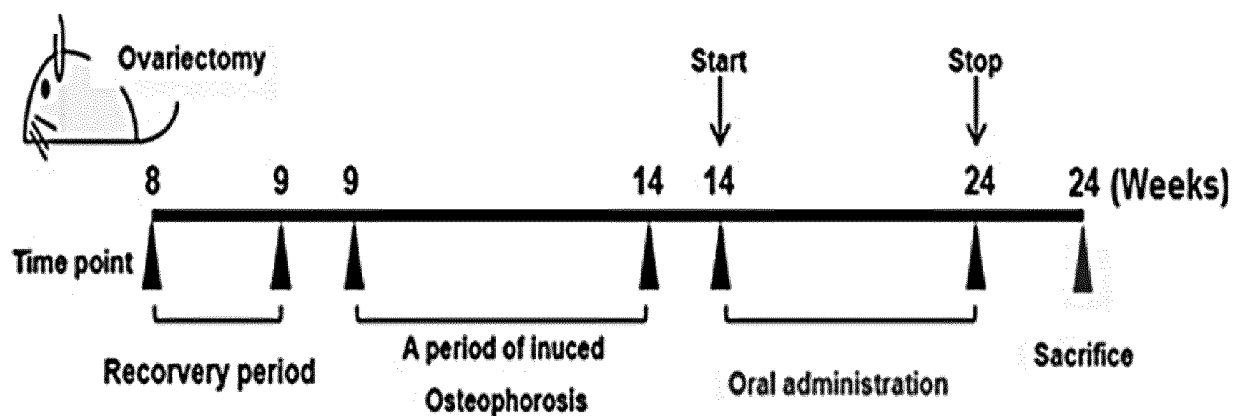 Ovariectomy
Start
Stop
8 9 9 14 14 24 24 (Weeks)
Time point
Recorvery period
A period of inuced
Osteophorosis
Oral administration
Sacrifice